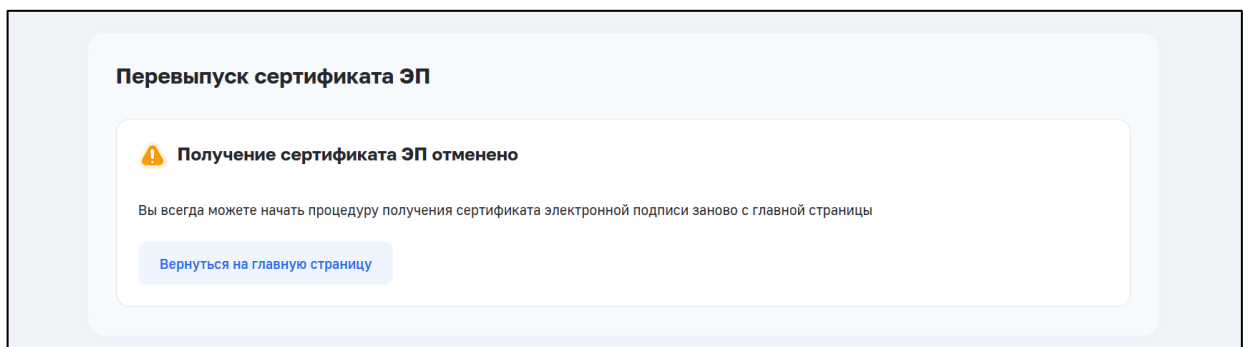 Перевыпуск сертификата ЭП
Получение сертификата ЭП отменено
Вы всегда можете начать процедуру получения сертификата электронной подписи заново с главной страницы
Вернуться на главную страницу